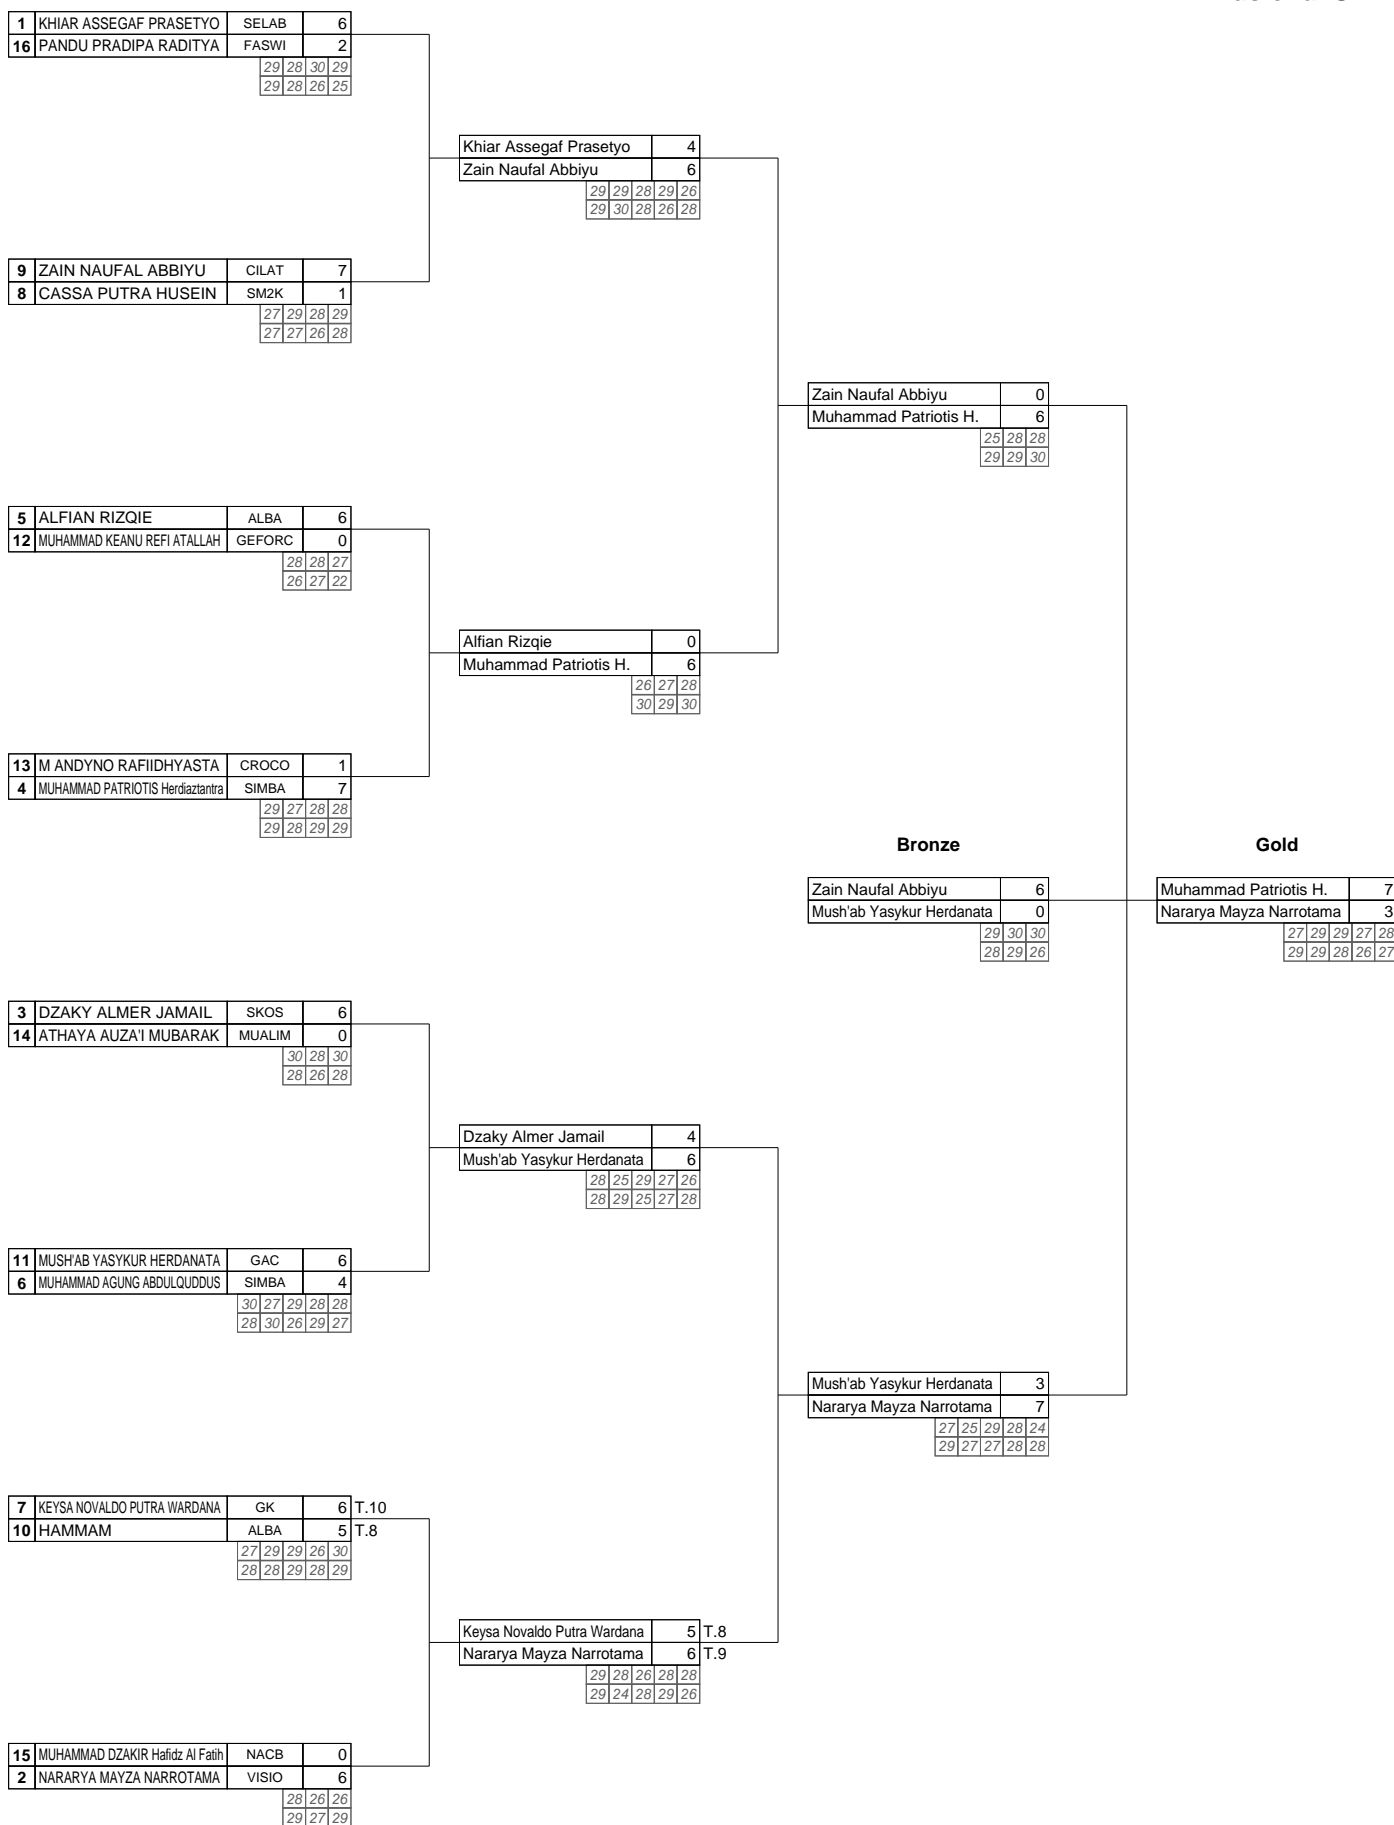 1 KHIAR ASSEGAF PRASETYO SELAB 6
16 PANDU PRADIPA RADITYA FASWI 2
29 28 30 29
29 28 26 25
Khiar Assegaf Prasetyo 4
Zain Naufal Abbiyu 6
29 29 28 29 26
29 30 28 26 28
9 ZAIN NAUFAL ABBIYU CILAT 7
8 CASSA PUTRA HUSEIN SM2K 1
27 29 28 29
27 27 26 28
Zain Naufal Abbiyu 0
Muhammad Patriotis H. 6
25 28 28
29 29 30
5 ALFIAN RIZQIE ALBA 6
12 MUHAMMAD KEANU REFI ATALLAH GEFORC 0
28 28 27
26 27 22
Alfian Rizqie 0
Muhammad Patriotis H. 6
26 27 28
30 29 30
13 M ANDYNO RAFIIDHYASTA CROCO 1
4 MUHAMMAD PATRIOTIS Herdiaztantra SIMBA 7
29 27 28 28
29 28 29 29
Bronze Gold
Zain Naufal Abbiyu 6
Mush'ab Yasykur Herdanata 0
29 30 30
28 29 26
Muhammad Patriotis H. 7
Nararya Mayza Narrotama 3
27 29 29 27 28
29 29 28 26 27
3 DZAKY ALMER JAMAIL SKOS 6
14 ATHAYA AUZA'I MUBARAK MUALIM 0
30 28 30
28 26 28
Dzaky Almer Jamail 4
Mush'ab Yasykur Herdanata 6
28 25 29 27 26
28 29 25 27 28
11 MUSH'AB YASYKUR HERDANATA GAC 6
6 MUHAMMAD AGUNG ABDULQUDDUS SIMBA 4
30 27 29 28 28
28 30 26 29 27
Mush'ab Yasykur Herdanata 3
Nararya Mayza Narrotama 7
27 25 29 28 24
29 27 27 28 28
7 KEYSA NOVALDO PUTRA WARDANA GK 6 T.10
10 HAMMAM ALBA 5 T.8
27 29 29 26 30
28 28 29 28 29
Keysa Novaldo Putra Wardana 5 T.8
Nararya Mayza Narrotama 6 T.9
29 28 26 28 28
29 24 28 29 26
15 MUHAMMAD DZAKIR Hafidz Al Fatih NACB 0
2 NARARYA MAYZA NARROTAMA VISIO 6
28 26 26
29 27 29